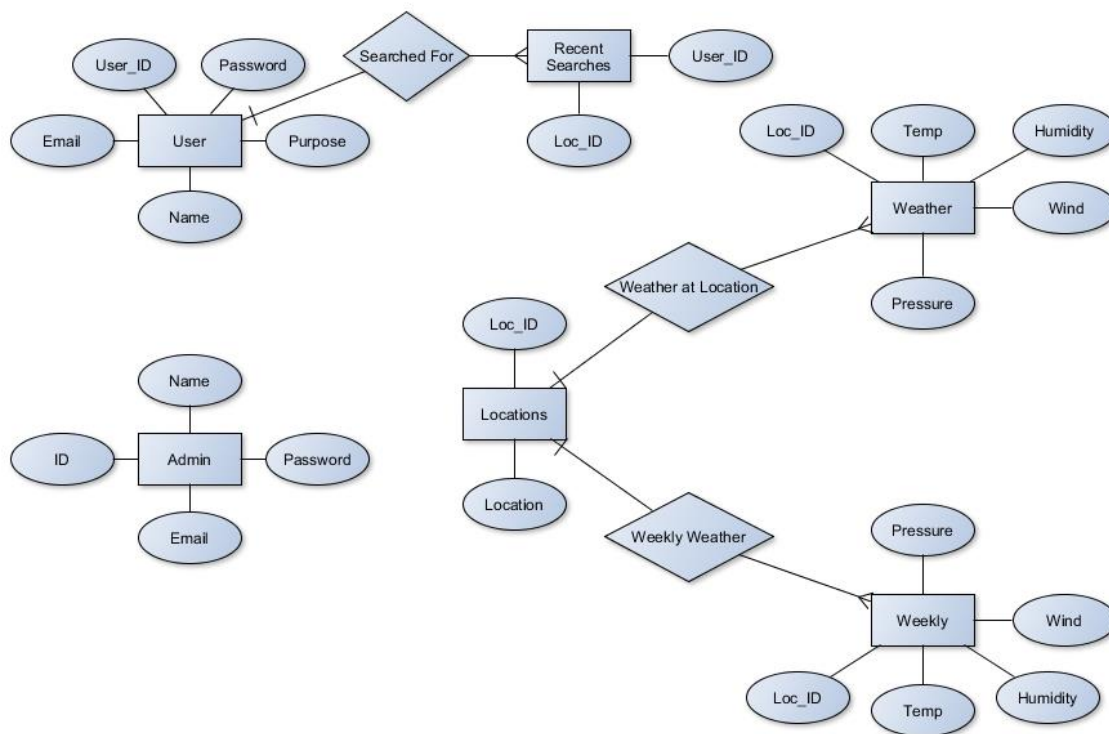 Searched For
Recent
Searches
User_ID
User_ID
Password
Email
User
Purpose
Loc_ID
Name
Loc_ID
Temp
Humidity
Weather
Wind
Weather at Location
Pressure
Loc_ID
Name
Locations
ID
Admin
Password
Location
Email
Weekly Weather
Pressure
Weekly
Wind
Loc_ID
Temp
Humidity